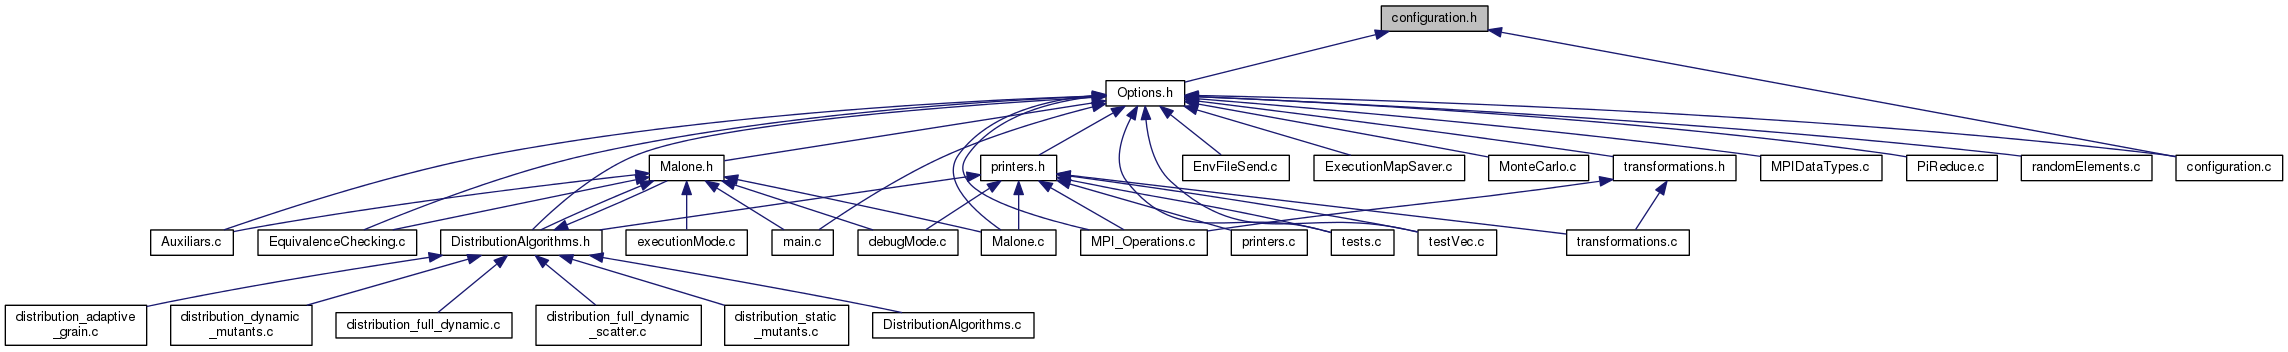 configuration.h
Options.h
Malone.h
printers.h
EnvFileSend.c
ExecutionMapSaver.c
MonteCarlo.c
transformations.h
MPIDataTypes.c
PiReduce.c
randomElements.c
configuration.c
Auxiliars.c
EquivalenceChecking.c
DistributionAlgorithms.h
executionMode.c
main.c
debugMode.c
Malone.c
MPI_Operations.c
printers.c
tests.c
testVec.c
transformations.c
distribution_adaptive
_grain.c
distribution_dynamic
_mutants.c
distribution_full_dynamic.c
distribution_full_dynamic
_scatter.c
distribution_static
_mutants.c
DistributionAlgorithms.c